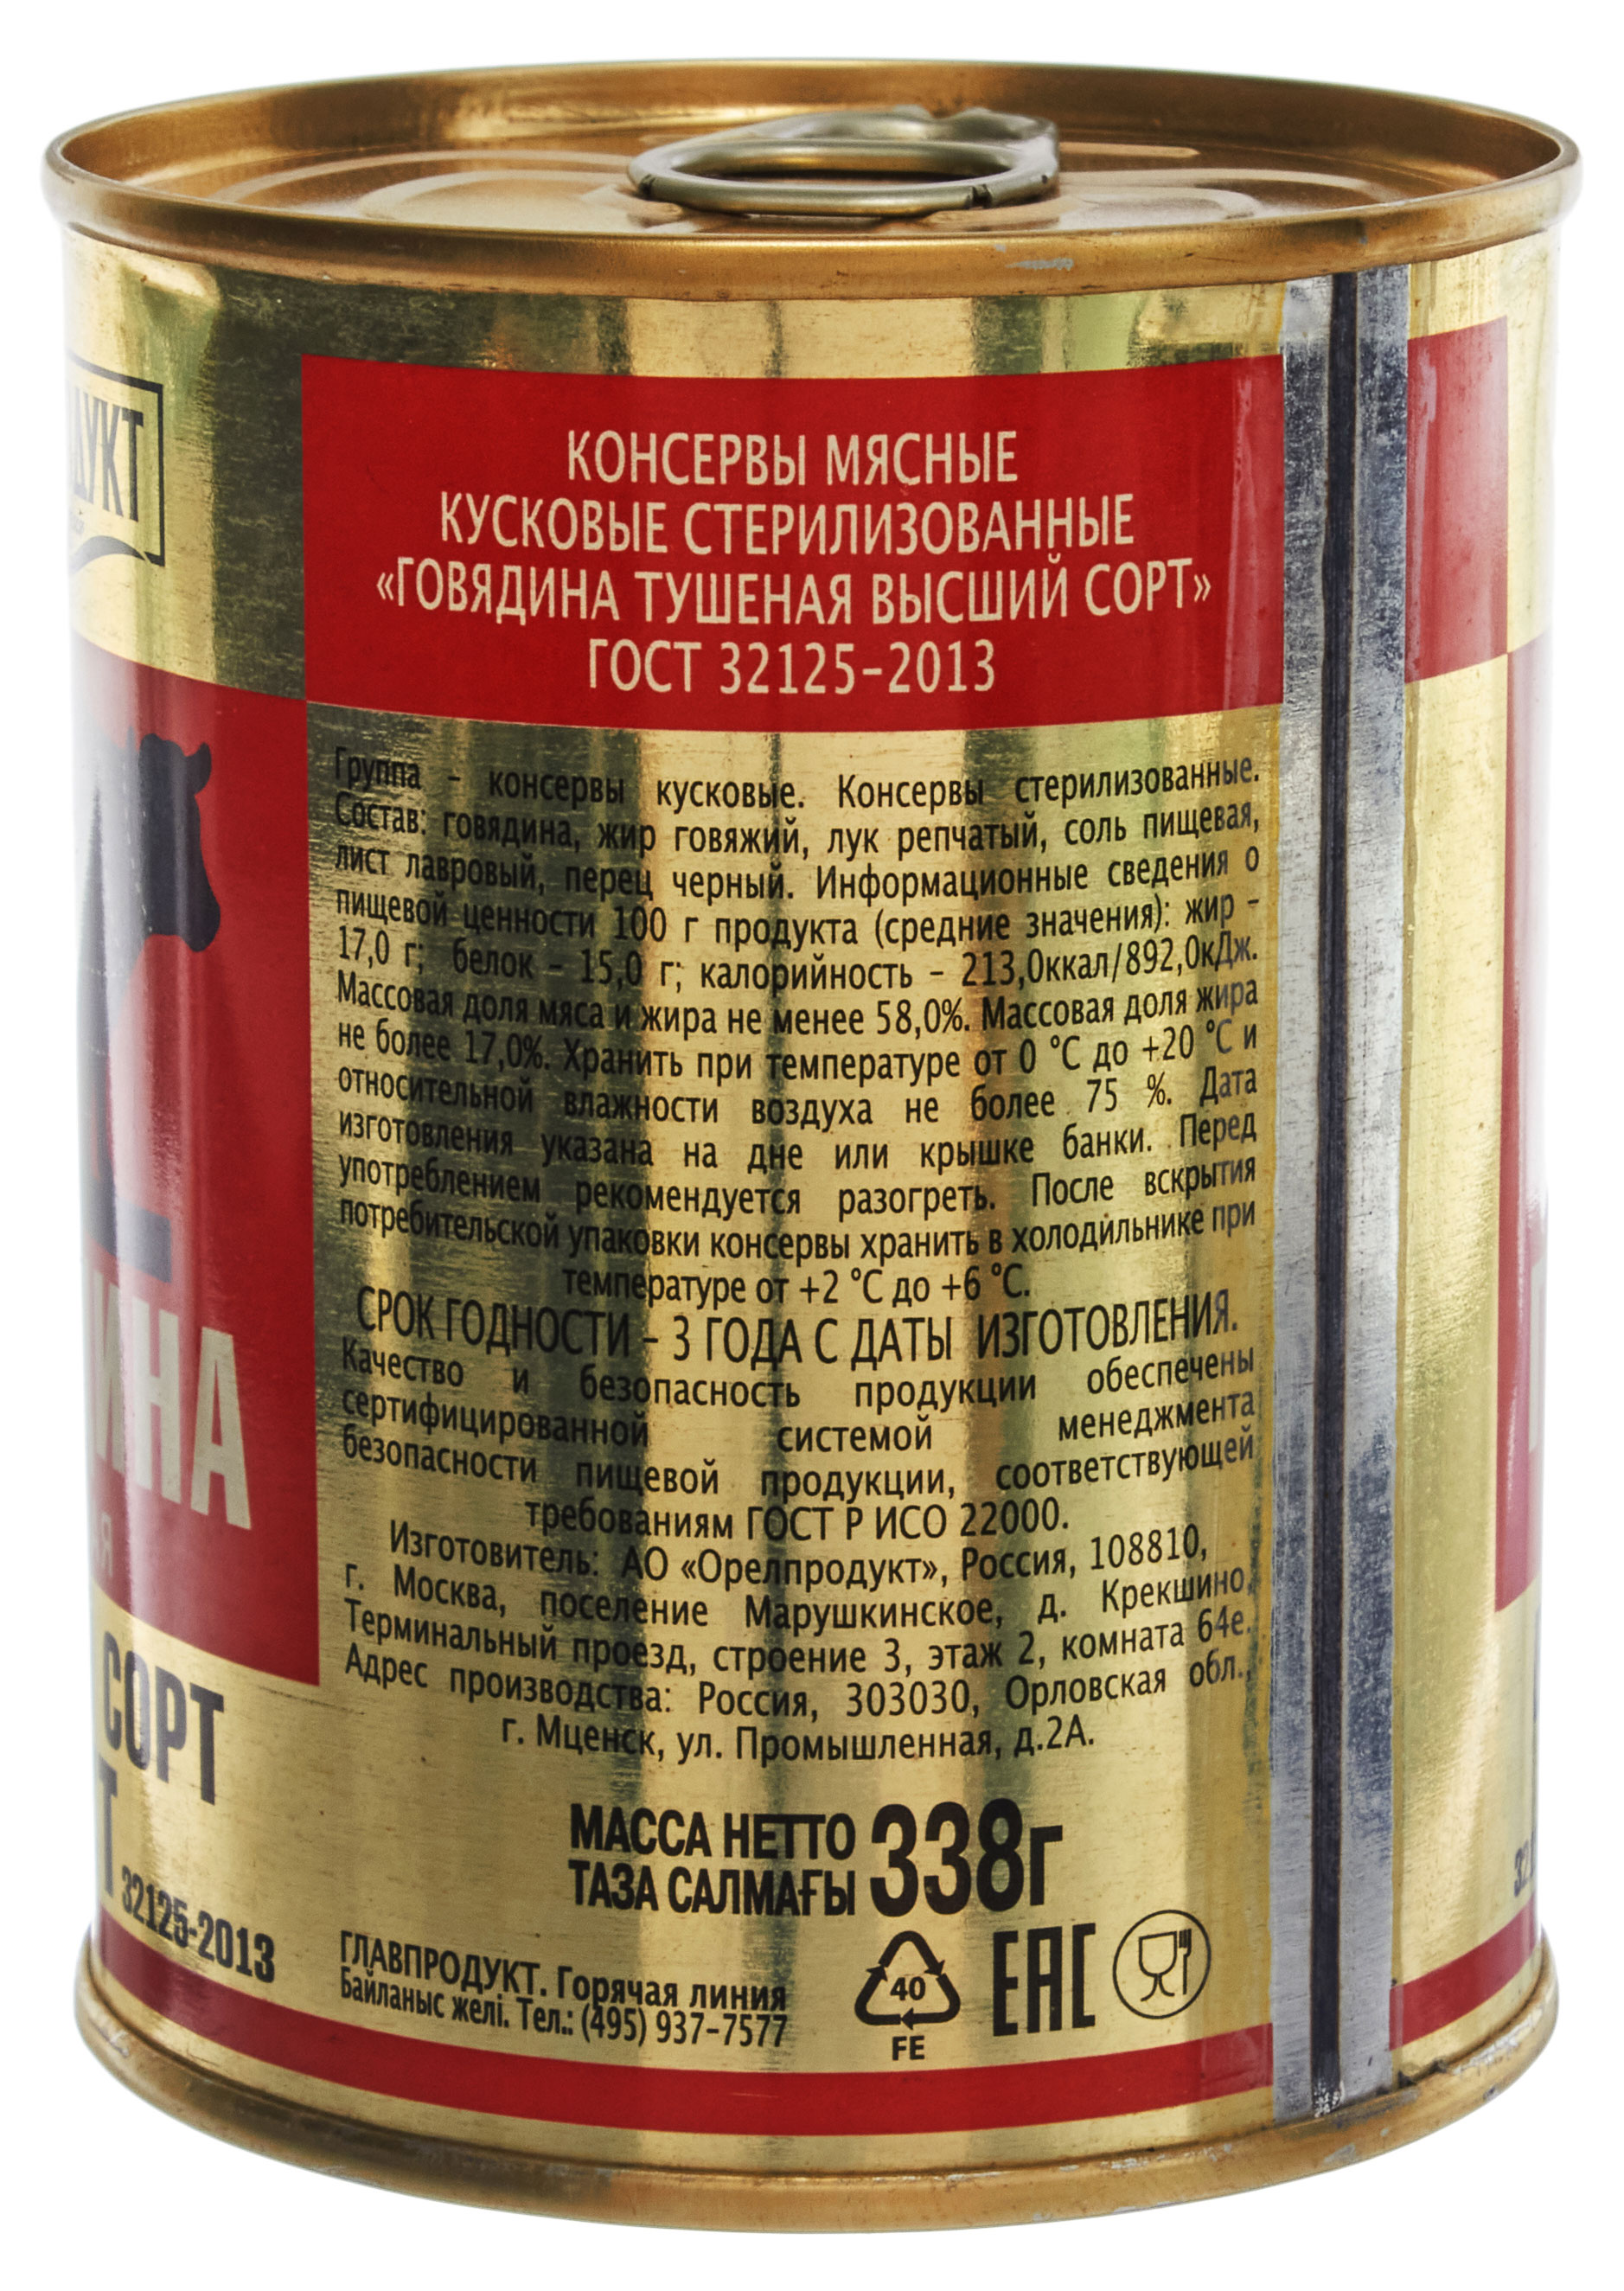 ДУКТ
КОНСЕРВЫ МЯСНЫЕ
КУСКОВЫЕ СТЕРИЛИЗОВАННЫЕ
«ГОВЯДИНА ТУШЕНАЯ ВЫСШИЙ СОРТ»
ГОСТ 32125-2013
Группа - консервы кусковые. Консервы стерилизованные.
Состав: говядина, жир говяжий, лук репчатый, соль пищевая,
лист лавровый, перец черный. Информационные сведения о
пищевой ценности 100 г продукта (средние значения): жир -
17,0 г; белок - 15,0 г; калорийность - 213,0ккал/892,0кДж.
Массовая доля мяса и жира не менее 58,0%. Массовая доля жира
не более 17,0%. Хранить при температуре от 0 °С до +20 °С и
относительной влажности воздуха не более 75 %. Дата
изготовления указана на дне или крышке банки. Перед
употреблением рекомендуется разогреть. После вскрытия
потребительской упаковки консервы хранить в холодильнике при
температуре от +2 °С до +6 °С.
СРОК ГОДНОСТИ - 3 ГОДА С ДАТЫ ИЗГОТОВЛЕНИЯ.
Качество и безопасность продукции обеспечены
сертифицированной системой менеджмента
безопасности пищевой продукции, соответствующей
требованиям ГОСТ Р ИСО 22000.
Изготовитель: АО «Орелпродукт», Россия, 108810,
г. Москва, поселение Марушкинское, д. Крекшино,
Терминальный проезд, строение 3, этаж 2, комната 64е.
Адрес производства: Россия, 303030, Орловская обл.,
г. Мценск, ул. Промышленная, д.2А.
МАССА НЕТТО 338г
ТАЗА САЛМАҒЫ
ГЛАВПРОДУКТ. Горячая линия
Байланыс желі. Тел.: (495) 937-7577
40
FE
EAC
ИНА
Я
СОРТ
Т 32125-2013